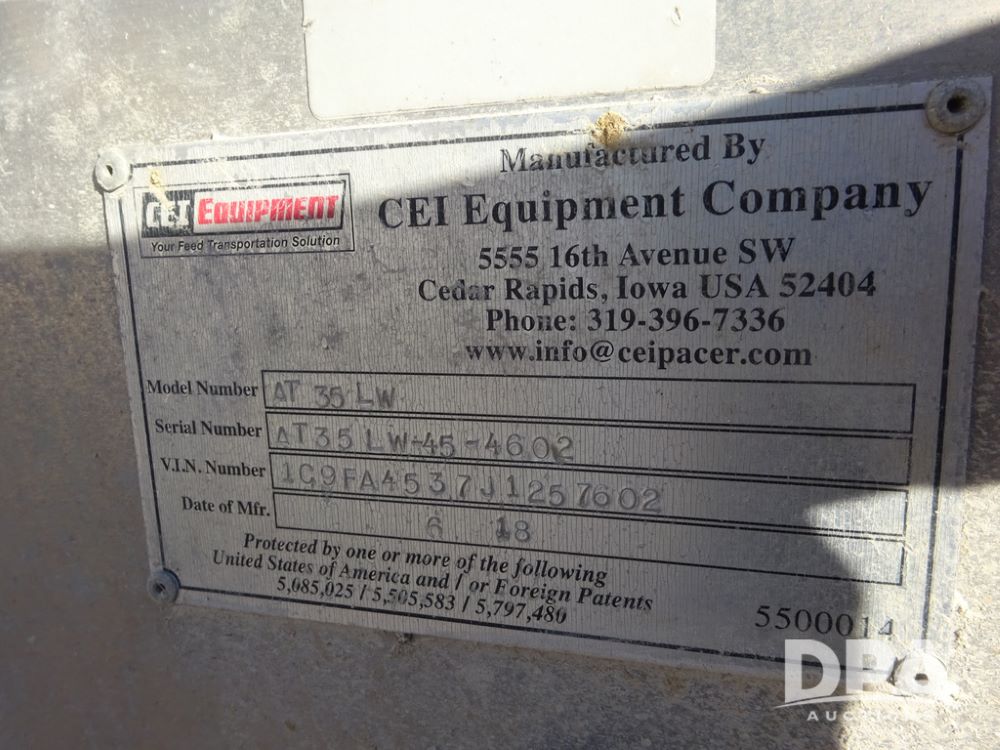 CEI EQUIPMENT
Your Feed Transportation Solution
Manufactured By
CEI Equipment Company
5555 16th Avenue SW
Cedar Rapids, Iowa USA 52404
Phone: 319-396-7336
www.info@ceipacer.com
Model Number AT 35 LW
Serial Number AT35LW-45-4602
V.I.N. Number 1C9FA4537J1257602
Date of Mfr. 6 18
Protected by one or more of the following
United States of America and / or Foreign Patents
5,085,025 / 5,505,583 / 5,797,480
5500014
DPA
AUCTIONS